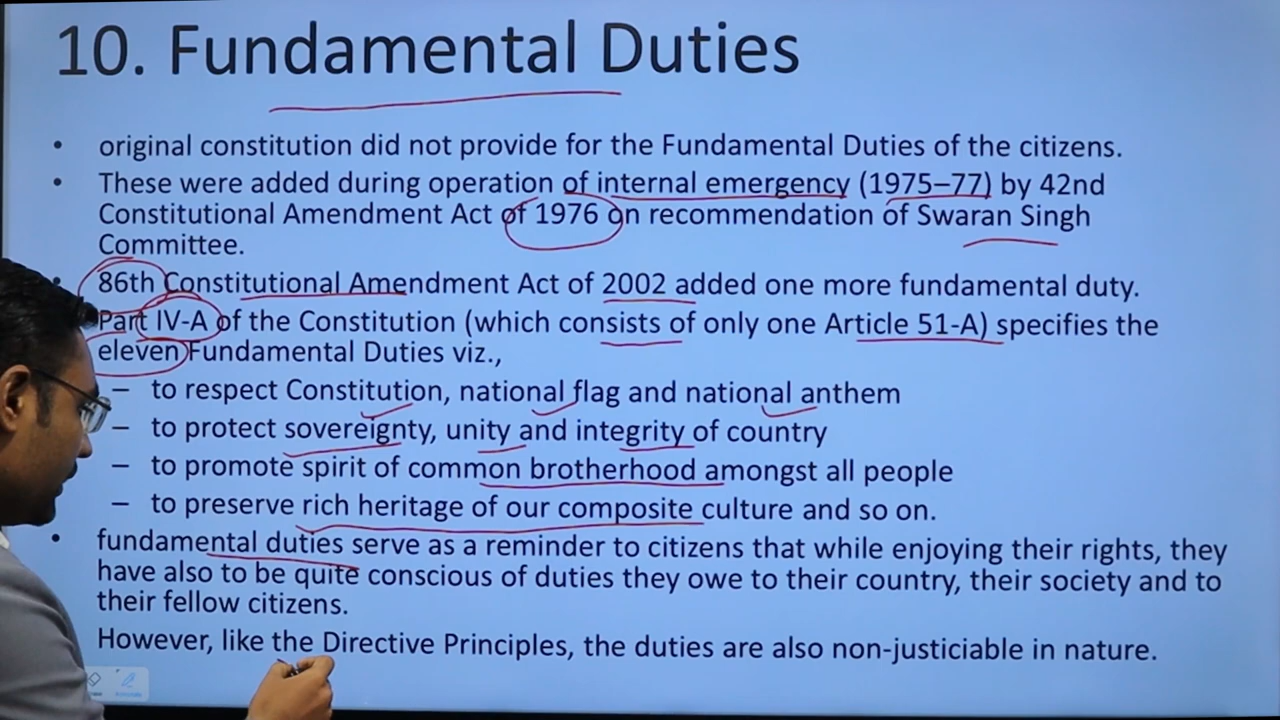 10. Fundamental Duties
• original constitution did not provide for the Fundamental Duties of the citizens.
• These were added during operation of internal emergency (1975–77) by 42nd
Constitutional Amendment Act of 1976 on recommendation of Swaran Singh
Committee.
• 86th Constitutional Amendment Act of 2002 added one more fundamental duty.
Part IV-A of the Constitution (which consists of only one Article 51-A) specifies the
eleven Fundamental Duties viz.,
– to respect Constitution, national flag and national anthem
– to protect sovereignty, unity and integrity of country
– to promote spirit of common brotherhood amongst all people
– to preserve rich heritage of our composite culture and so on.
• fundamental duties serve as a reminder to citizens that while enjoying their rights, they
have also to be quite conscious of duties they owe to their country, their society and to
their fellow citizens.
However, like the Directive Principles, the duties are also non-justiciable in nature.